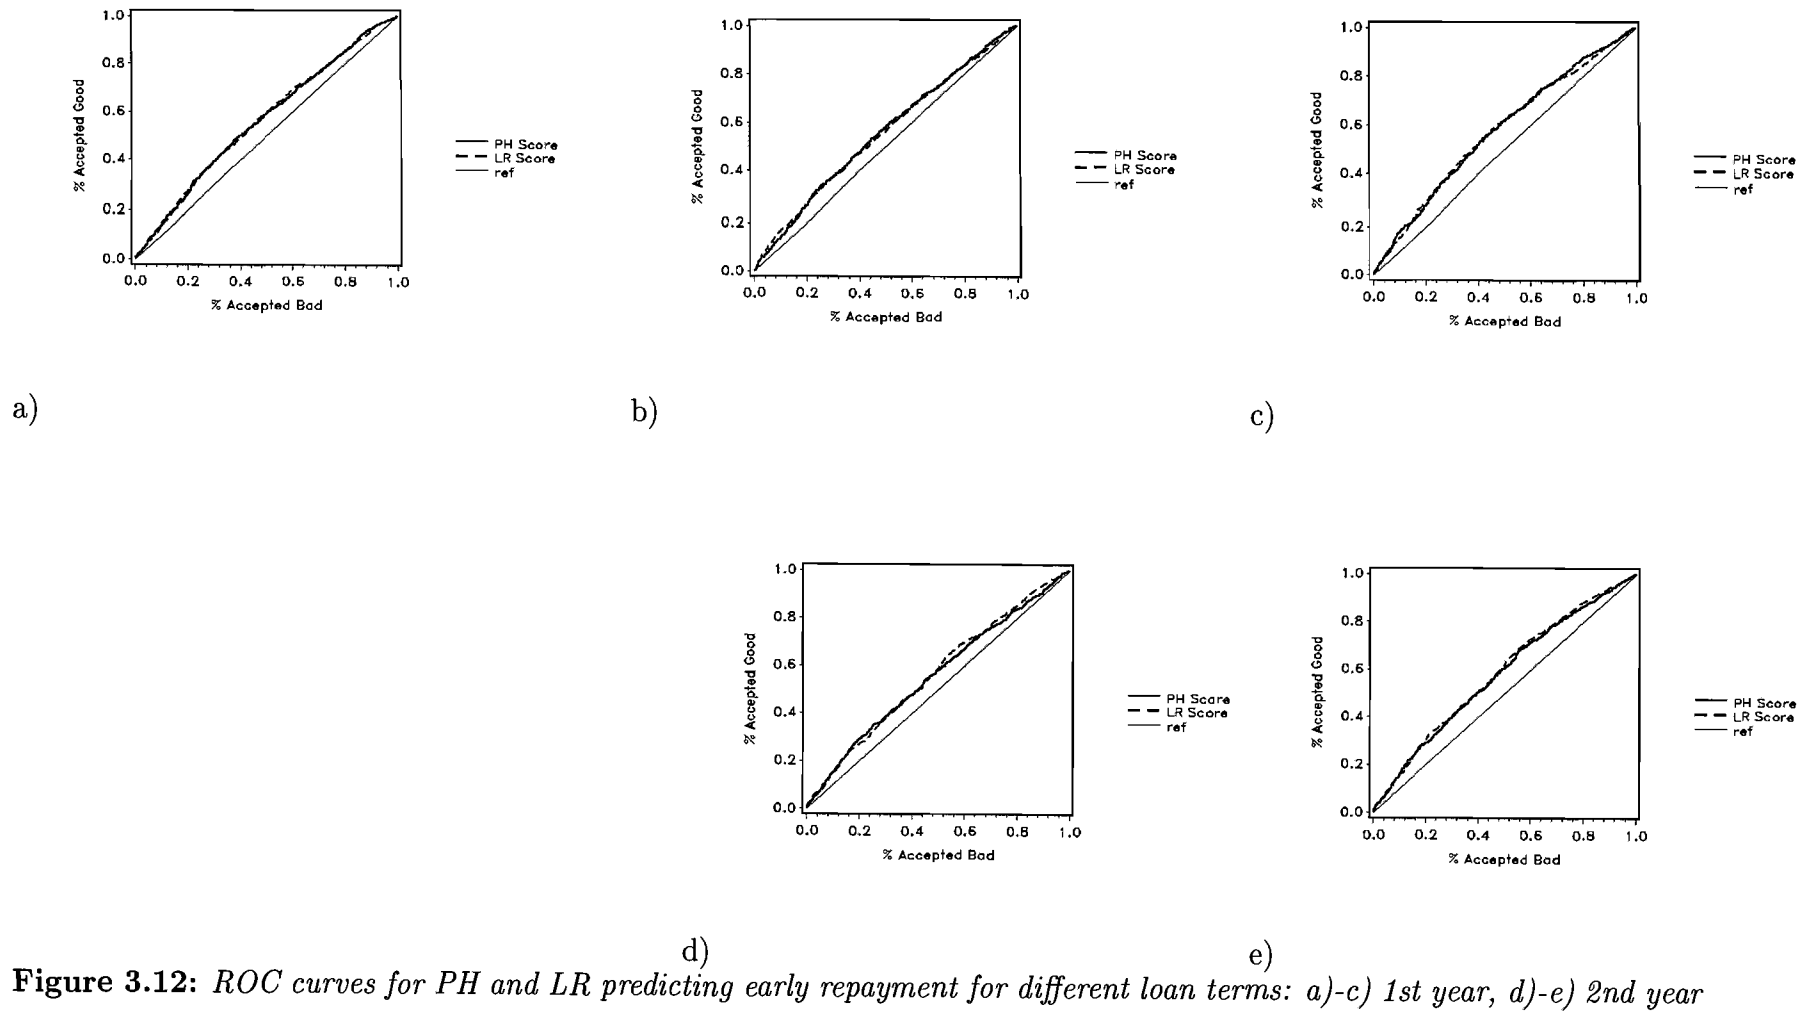 1.0
0.8
0.6
0.4
0.2
0.0
% Accepted Good
0.0 0.2 0.4 0.6 0.8 1.0
% Accepted Bad
PH Score
LR Score
ref
a)
1.0
0.8
0.6
0.4
0.2
0.0
% Accepted Good
0.0 0.2 0.4 0.6 0.8 1.0
% Accepted Bad
PH Score
LR Score
ref
b)
1.0
0.8
0.6
0.4
0.2
0.0
% Accepted Good
0.0 0.2 0.4 0.6 0.8 1.0
% Accepted Bad
PH Score
LR Score
ref
c)
1.0
0.8
0.6
0.4
0.2
0.0
% Accepted Good
0.0 0.2 0.4 0.6 0.8 1.0
% Accepted Bad
PH Score
LR Score
ref
d)
1.0
0.8
0.6
0.4
0.2
0.0
% Accepted Good
0.0 0.2 0.4 0.6 0.8 1.0
% Accepted Bad
PH Score
LR Score
ref
e)
Figure 3.12: ROC curves for PH and LR predicting early repayment for different loan terms: a)-c) 1st year, d)-e) 2nd year